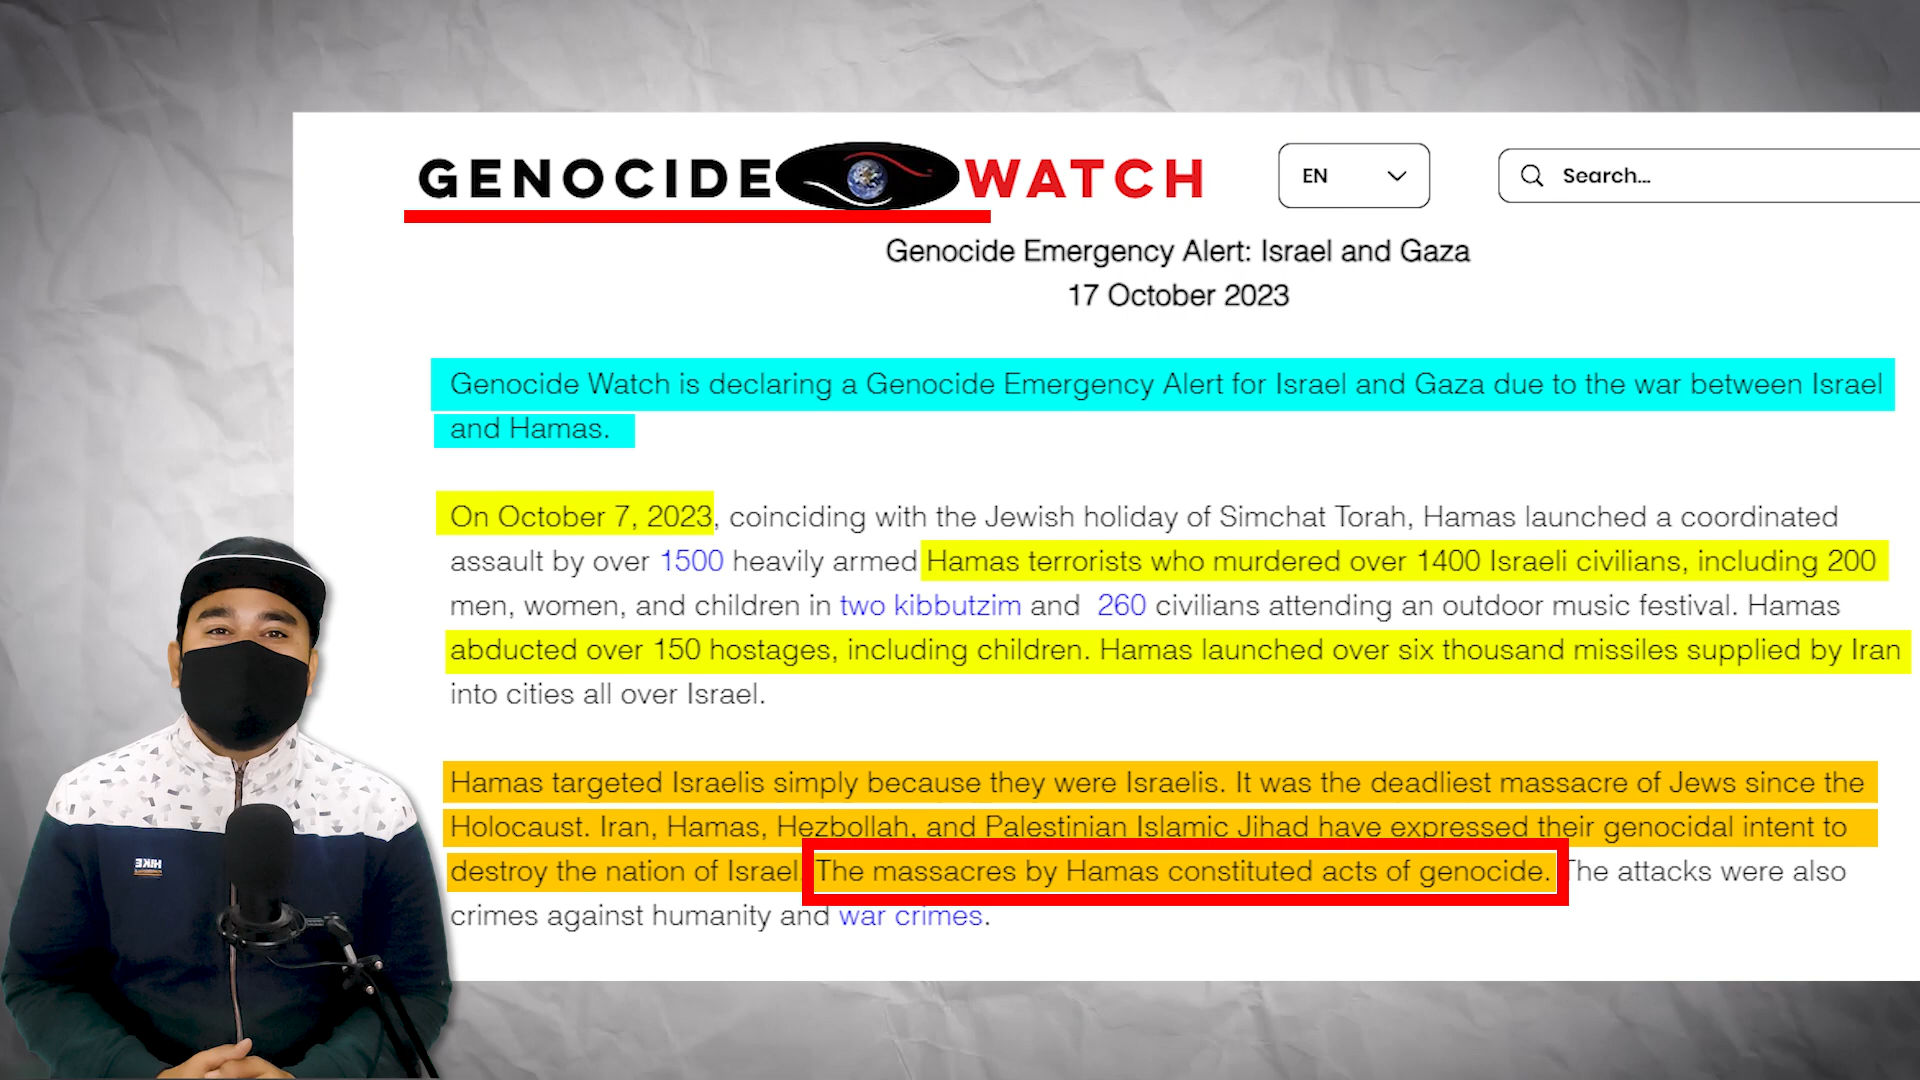 GENOCIDE WATCH
EN
Search...
Genocide Emergency Alert: Israel and Gaza
17 October 2023
Genocide Watch is declaring a Genocide Emergency Alert for Israel and Gaza due to the war between Israel
and Hamas.
On October 7, 2023, coinciding with the Jewish holiday of Simchat Torah, Hamas launched a coordinated
assault by over 1500 heavily armed Hamas terrorists who murdered over 1400 Israeli civilians, including 200
men, women, and children in two kibbutzim and 260 civilians attending an outdoor music festival. Hamas
abducted over 150 hostages, including children. Hamas launched over six thousand missiles supplied by Iran
into cities all over Israel.
Hamas targeted Israelis simply because they were Israelis. It was the deadliest massacre of Jews since the
Holocaust. Iran, Hamas, Hezbollah, and Palestinian Islamic Jihad have expressed their genocidal intent to
destroy the nation of Israel. The massacres by Hamas constituted acts of genocide. The attacks were also
crimes against humanity and war crimes.
HIKE